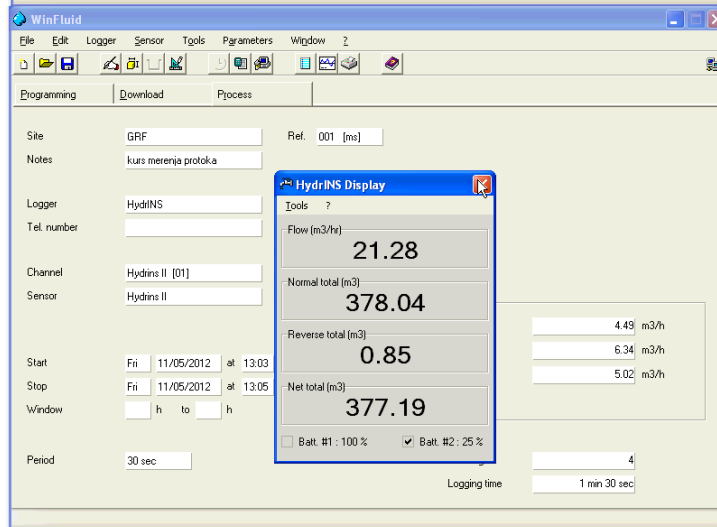 WinFluid
File Edit Logger Sensor Tools Parameters Window ?
Programming Download Process
Site GRF Ref. 001 [ms]
Notes kurs merenja protoka
Logger HydrINS
Tel. number
Channel Hydrins II [01]
Sensor Hydrins II
Start Fri 11/05/2012 at 13:03
Stop Fri 11/05/2012 at 13:05
Window h to h
Period 30 sec
HydrINS Display
Tools ?
Flow (m3/hr)
21.28
Normal total (m3)
378.04
Reverse total (m3)
0.85
Net total (m3)
377.19
Batt. #1 : 100 % Batt. #2 : 25 %
4.49 m3/h
6.34 m3/h
5.02 m3/h
4
Logging time 1 min 30 sec